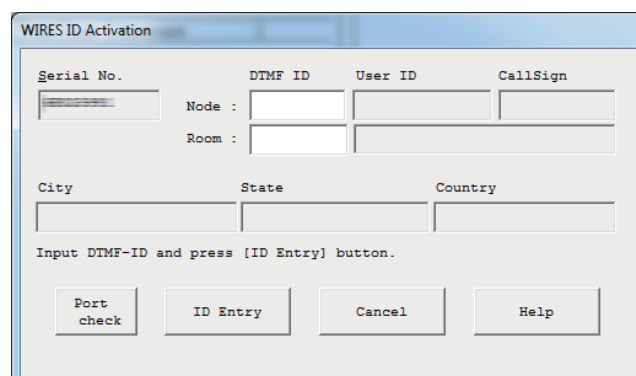 WIRES ID Activation
Serial No. DTMF ID User ID CallSign
Node :
Room :
City State Country
Input DTMF-ID and press [ID Entry] button.
Port check ID Entry Cancel Help